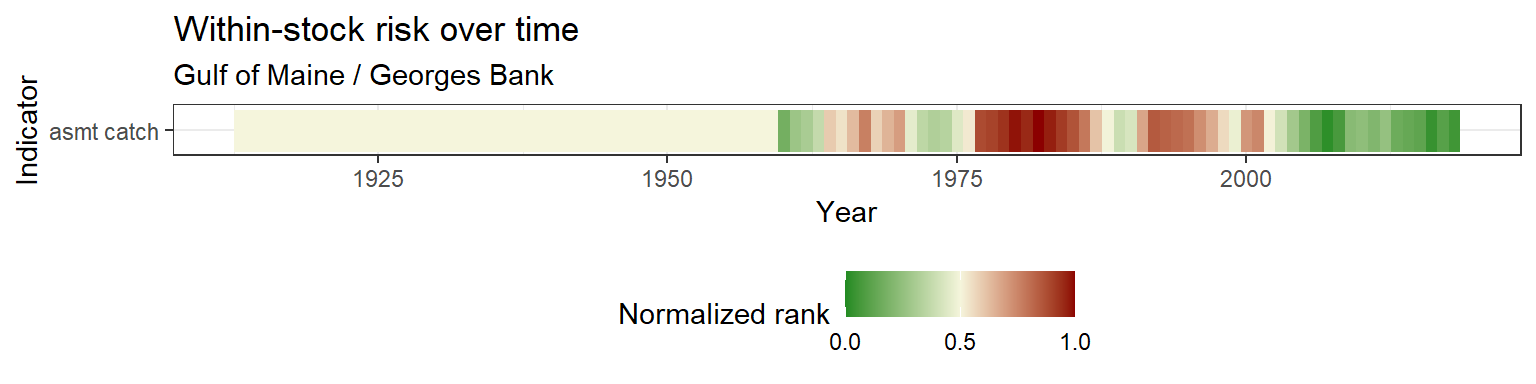 Within-stock risk over time
Gulf of Maine / Georges Bank
Indicator
asmt catch
1925 1950 1975 2000
Year
Normalized rank
0.0 0.5 1.0